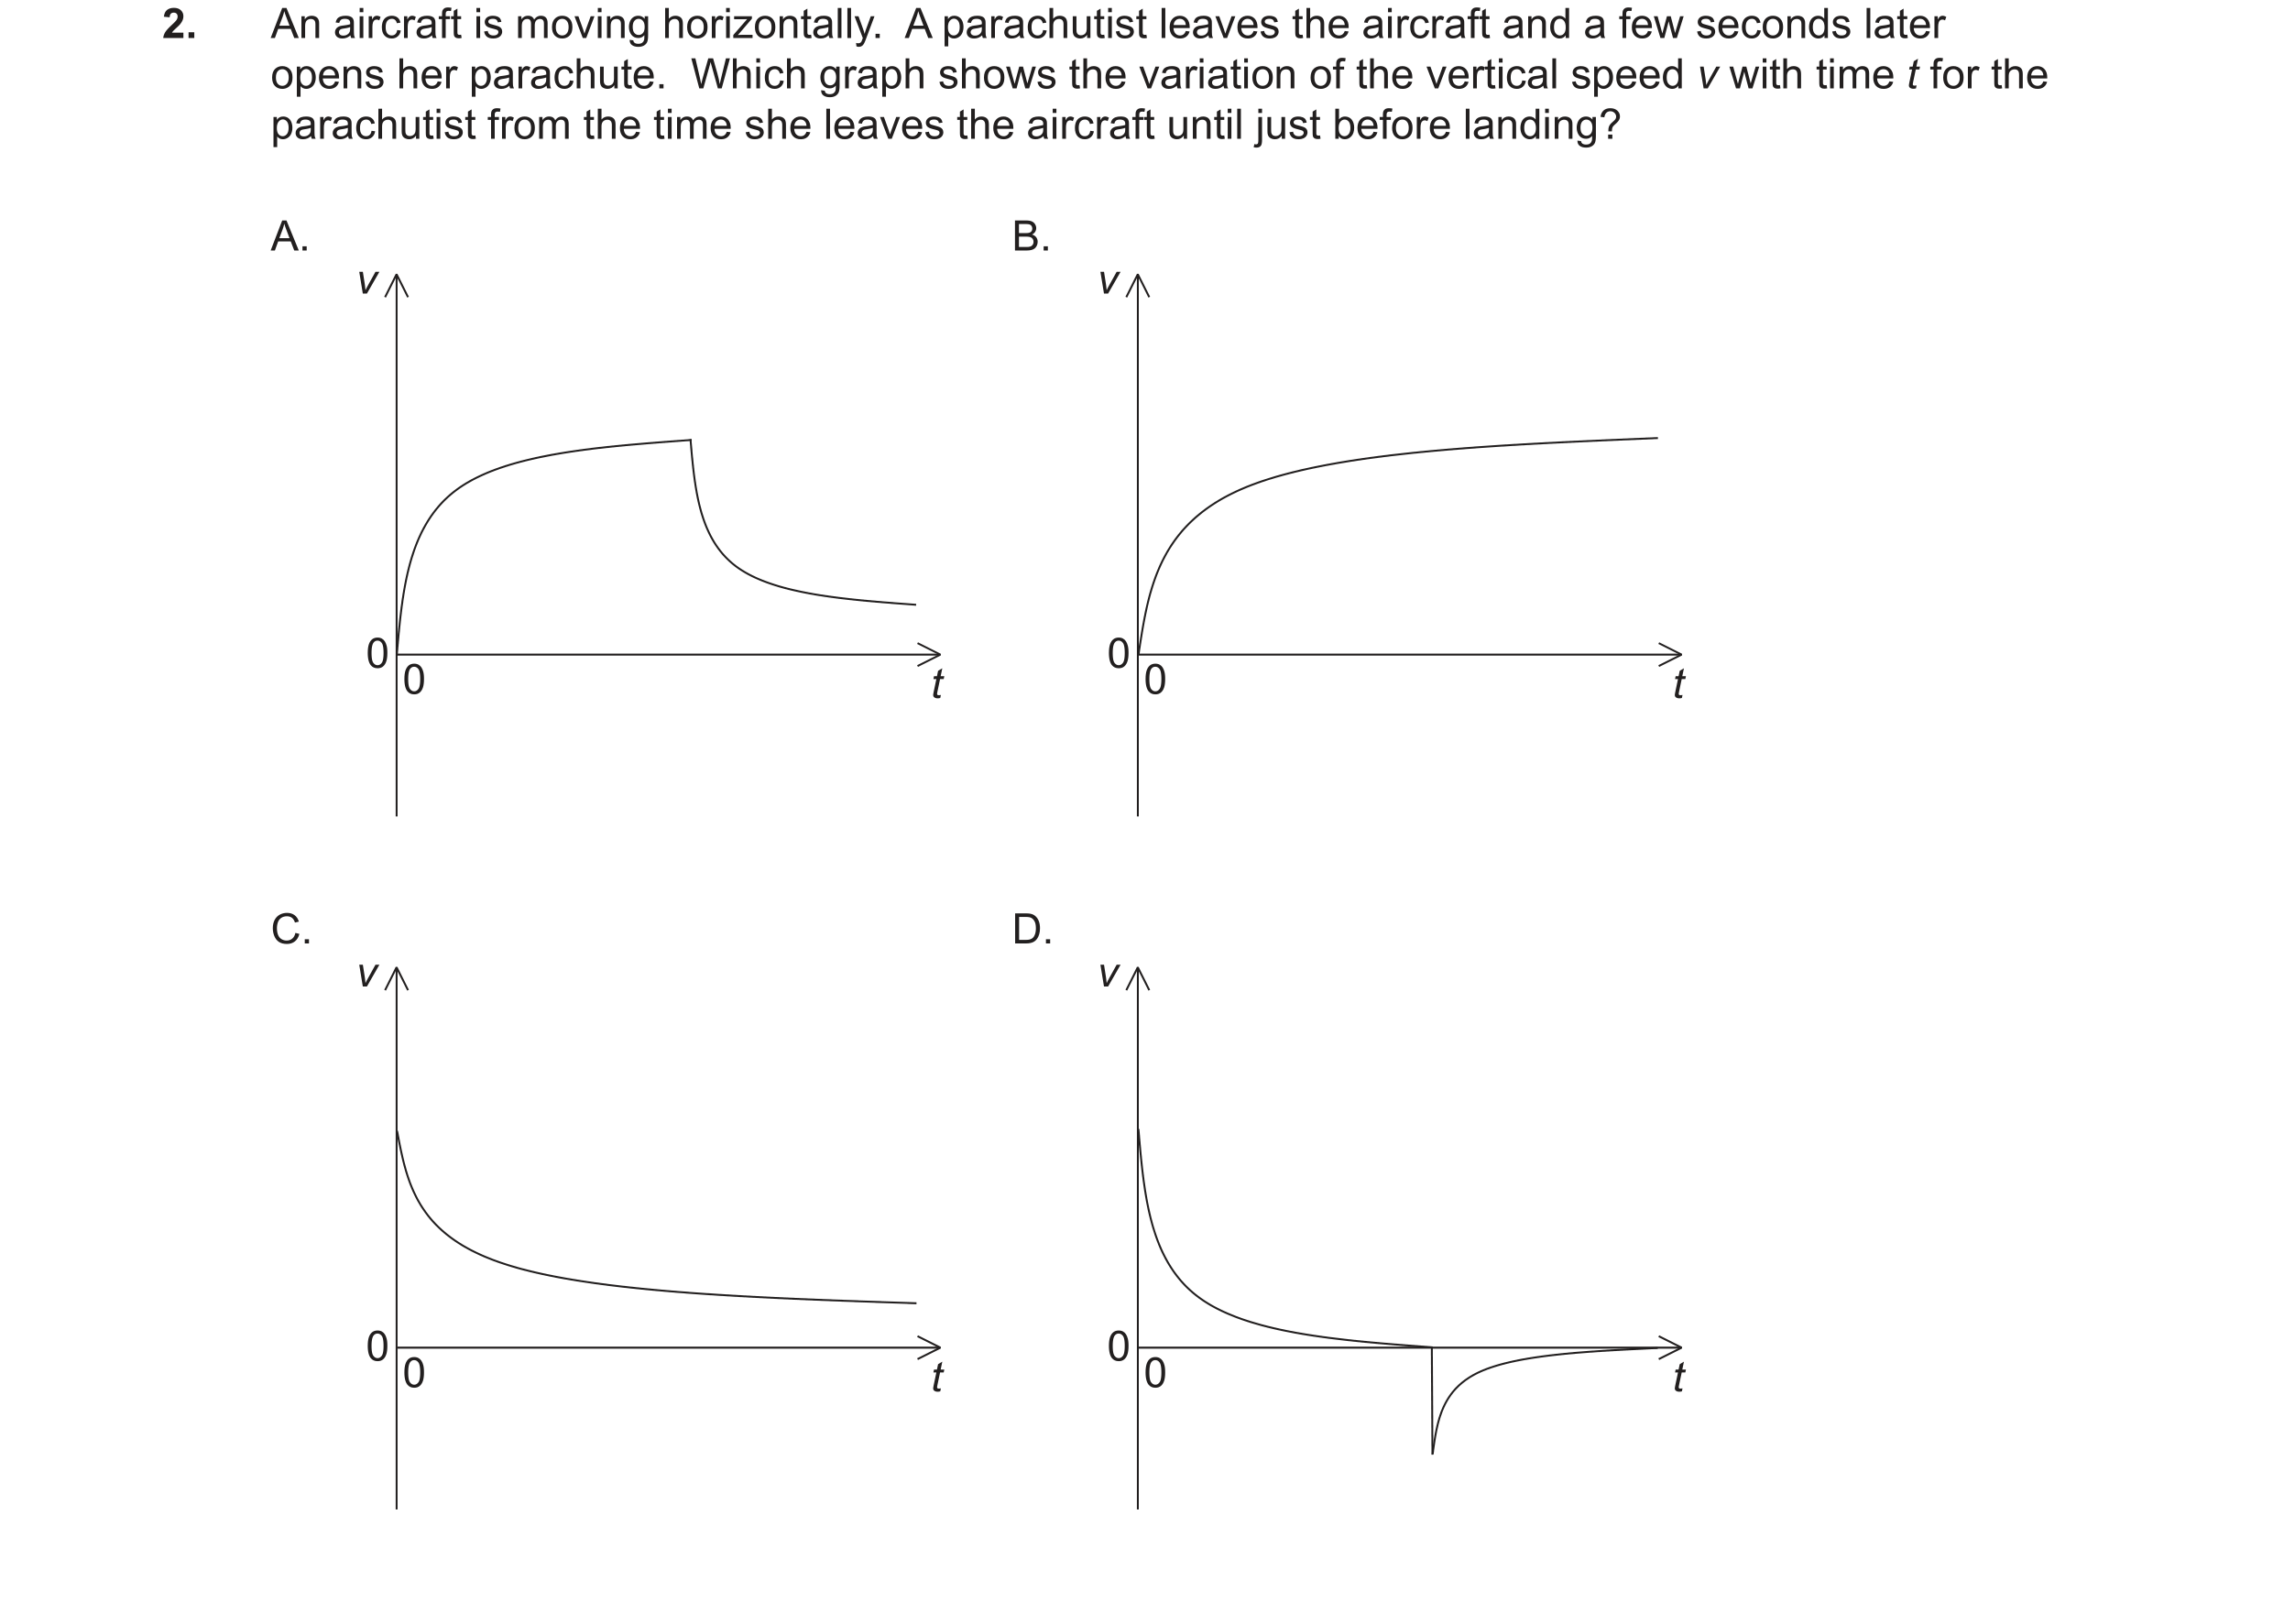 2. An aircraft is moving horizontally. A parachutist leaves the aircraft and a few seconds later
opens her parachute. Which graph shows the variation of the vertical speed v with time t for the
parachutist from the time she leaves the aircraft until just before landing?
A.
v
0
0
t
B.
v
0
0
t
C.
v
0
0
t
D.
v
0
0
t